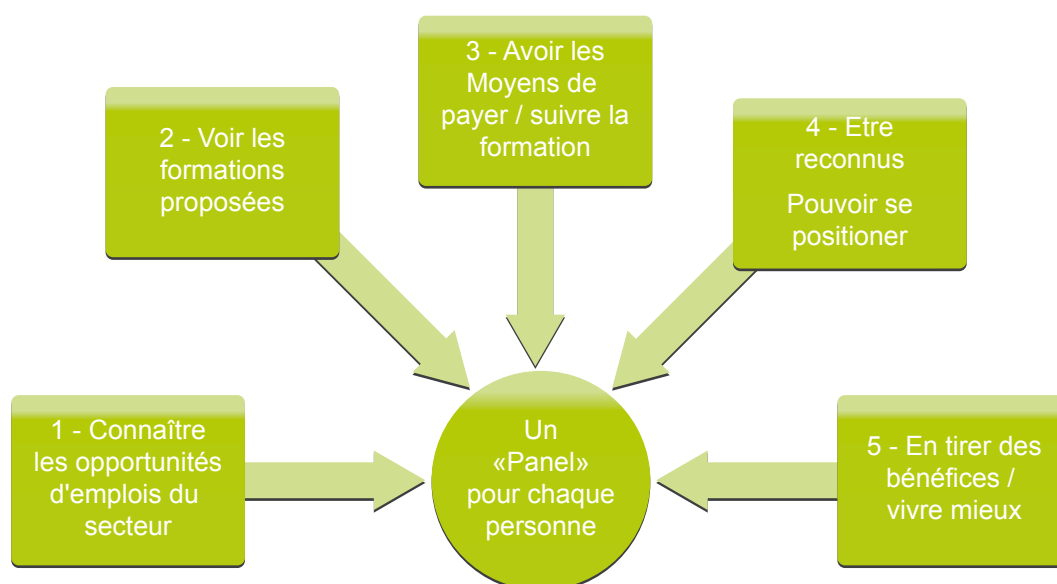 1 - Connaître
les opportunités
d'emplois du
secteur
2 - Voir les
formations
proposées
3 - Avoir les
Moyens de
payer / suivre la
formation
4 - Etre
reconnus
Pouvoir se
positioner
5 - En tirer des
bénéfices /
vivre mieux
Un
«Panel»
pour chaque
personne